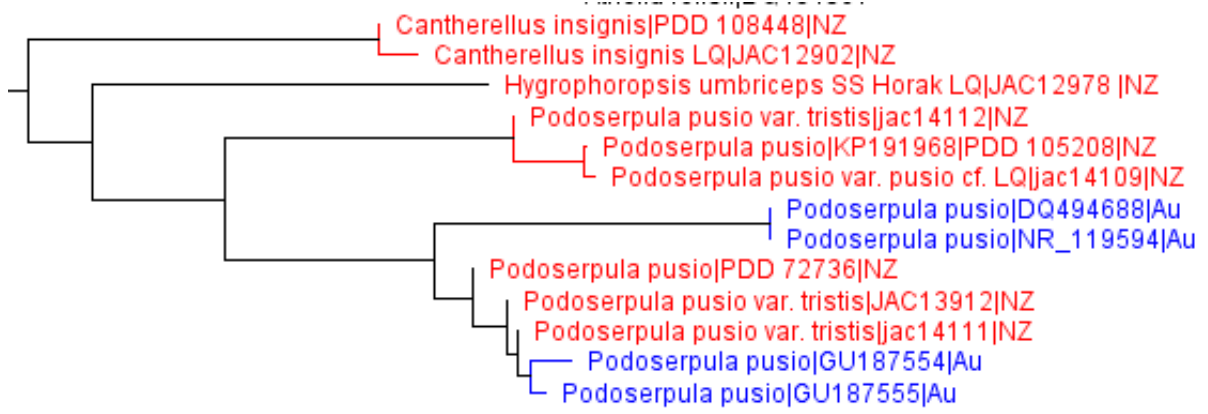 Cantherellus insignis|PDD 108448|NZ
Cantherellus insignis LQ|JAC12902|NZ
Hygrophoropsis umbriceps SS Horak LQ|JAC12978 |NZ
Podoserpula pusio var. tristis|jac14112|NZ
Podoserpula pusio|KP191968|PDD 105208|NZ
Podoserpula pusio var. pusio cf. LQ|jac14109|NZ
Podoserpula pusio|DQ494688|Au
Podoserpula pusio|NR_119594|Au
Podoserpula pusio|PDD 72736|NZ
Podoserpula pusio var. tristis|JAC13912|NZ
Podoserpula pusio var. tristis|jac14111|NZ
Podoserpula pusio|GU187554|Au
Podoserpula pusio|GU187555|Au